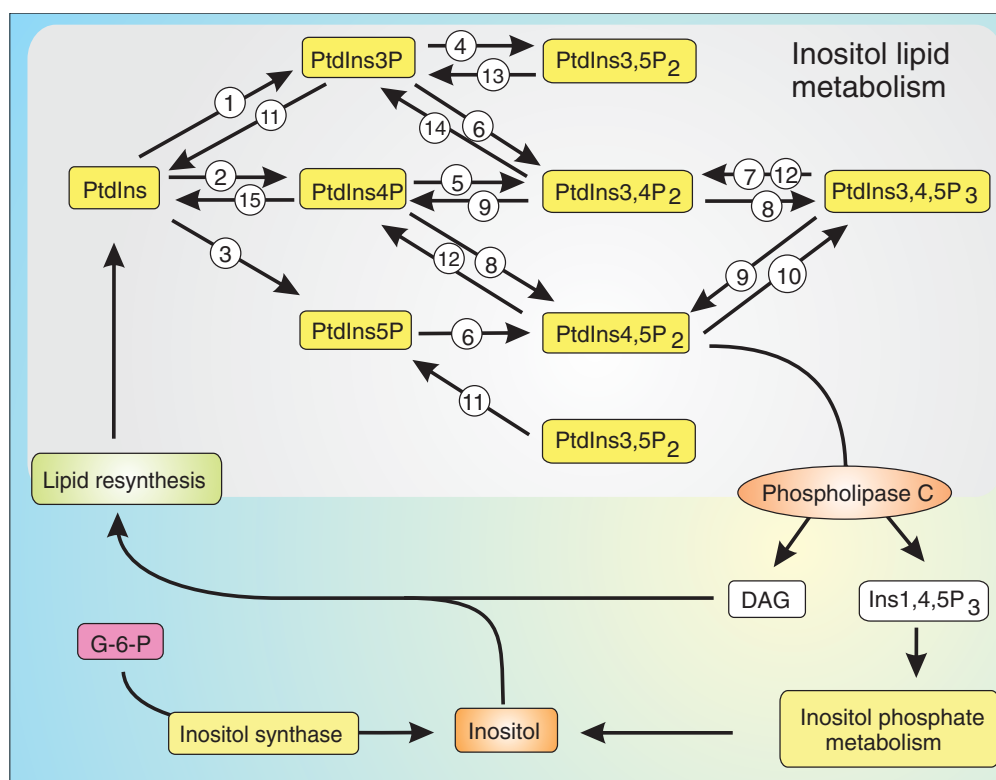 Inositol lipid
metabolism
PtdIns3P
4
13
PtdIns3,5P2
1
11
14
6
PtdIns
2
15
PtdIns4P
5
9
PtdIns3,4P2
7
12
8
PtdIns3,4,5P3
3
12
8
9
10
PtdIns5P
6
PtdIns4,5P2
11
PtdIns3,5P2
Lipid resynthesis
Phospholipase C
DAG
Ins1,4,5P3
G-6-P
Inositol synthase
Inositol
Inositol phosphate
metabolism